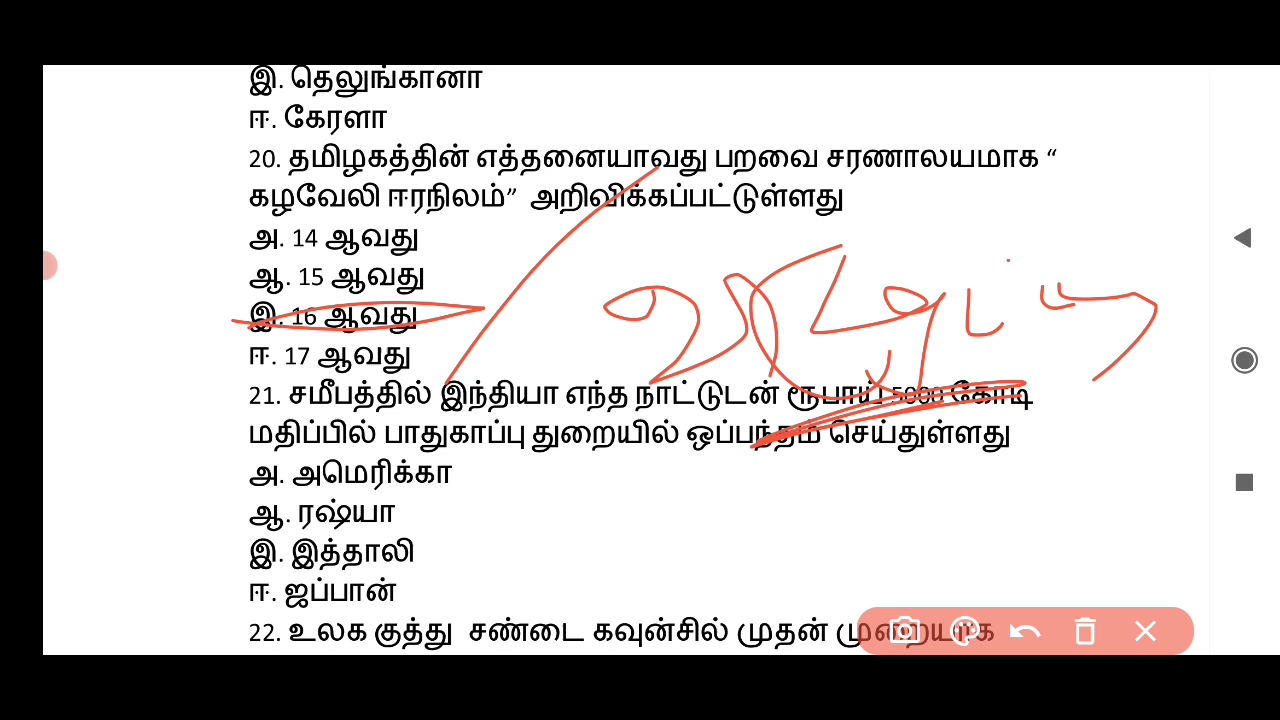 இ. தெலுங்கானா
ஈ. கேரளா
20. தமிழகத்தின் எத்தனையாவது பறவை சரணாலயமாக “
கழவேலி ஈரநிலம்” அறிவிக்கப்பட்டுள்ளது
அ. 14 ஆவது
ஆ. 15 ஆவது
இ. 16 ஆவது
ஈ. 17 ஆவது
21. சமீபத்தில் இந்தியா எந்த நாட்டுடன் ரூபாய் 5000 கோடி
மதிப்பில் பாதுகாப்பு துறையில் ஒப்பந்தம் செய்துள்ளது
அ. அமெரிக்கா
ஆ. ரஷ்யா
இ. இத்தாலி
ஈ. ஜப்பான்
22. உலக குத்து சண்டை கவுன்சில் முதன் முறையாக